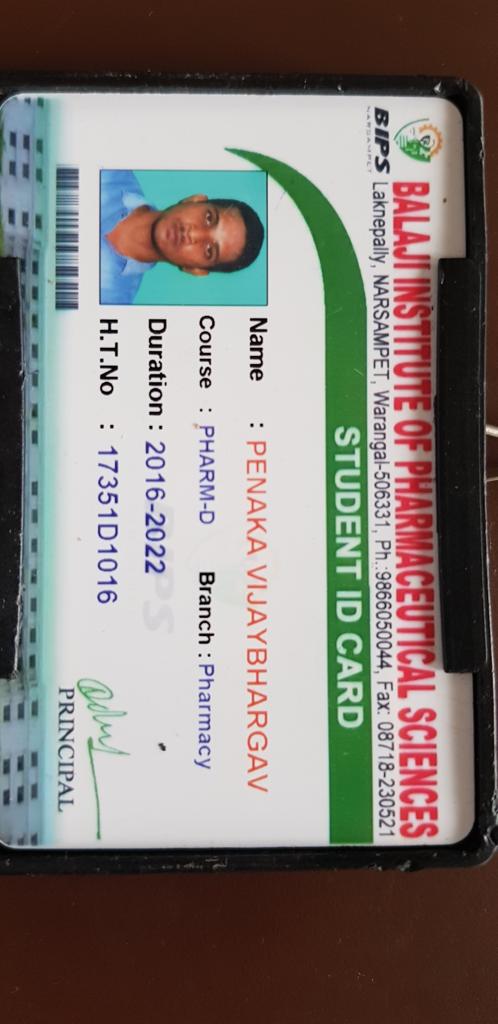 BIPS
NARSAMPET
BALAJI INSTITUTE OF PHARMACEUTICAL SCIENCES
Laknepally, NARSAMPET, Warangal-506331, Ph.:9866050044, Fax: 08718-230521
STUDENT ID CARD
Name : PENAKA VIJAYBHARGAV
Course : PHARM-D Branch : Pharmacy
Duration : 2016-2022
H.T.No : 17351D1016
BIPS
PRINCIPAL